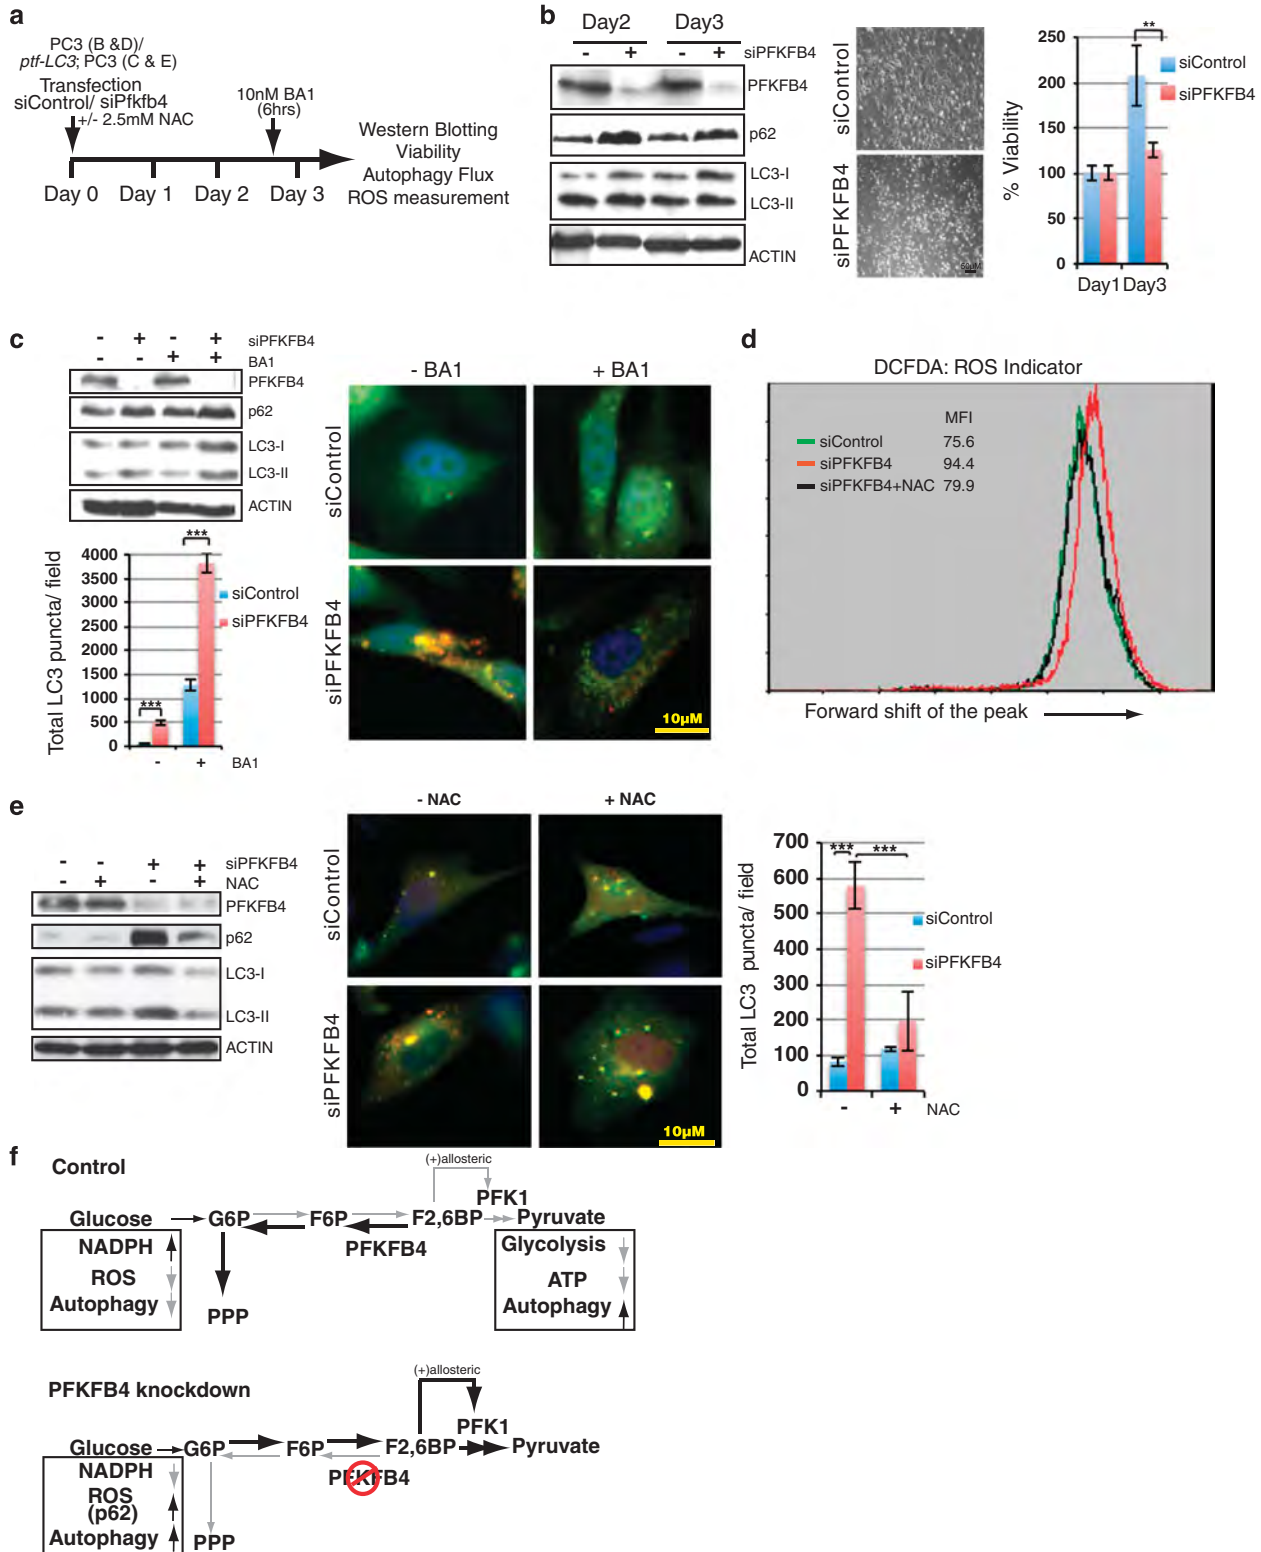 a
PC3 (B &D)/
ptf-LC3; PC3 (C & E)
Transfection
siControl/ siPfkfb4
+/- 2.5mM NAC
10nM BA1
(6hrs)
Day 0 Day 1 Day 2 Day 3
Western Blotting
Viability
Autophagy Flux
ROS measurement
b
Day2 Day3
- + - + siPFKFB4
PFKFB4
p62
LC3-I
LC3-II
ACTIN
siControl
siPFKFB4
% Viability
250
200
150
100
50
0
**
siControl
siPFKFB4
Day1 Day3
c
- + - + siPFKFB4
- - + + BA1
PFKFB4
p62
LC3-I
LC3-II
ACTIN
Total LC3 puncta/ field
4000
3500
3000
2500
2000
1500
1000
500
0
***
***
siControl
siPFKFB4
- + BA1
- BA1 + BA1
siControl
siPFKFB4
10µM
d
DCFDA: ROS Indicator
MFI
siControl 75.6
siPFKFB4 94.4
siPFKFB4+NAC 79.9
Forward shift of the peak
e
- - + + siPFKFB4
- + - + NAC
PFKFB4
p62
LC3-I
LC3-II
ACTIN
- NAC + NAC
siControl
siPFKFB4
10µM
Total LC3 puncta/ field
700
600
500
400
300
200
100
0
*** ***
siControl
siPFKFB4
- + NAC
f
Control
(+)allosteric
PFK1
Glucose G6P F6P F2,6BP Pyruvate
PFKFB4
NADPH
ROS
Autophagy
PPP
Glycolysis
ATP
Autophagy
PFKFB4 knockdown
(+)allosteric
PFK1
Glucose G6P F6P F2,6BP Pyruvate
PFKFB4
NADPH
ROS
(p62)
Autophagy
PPP